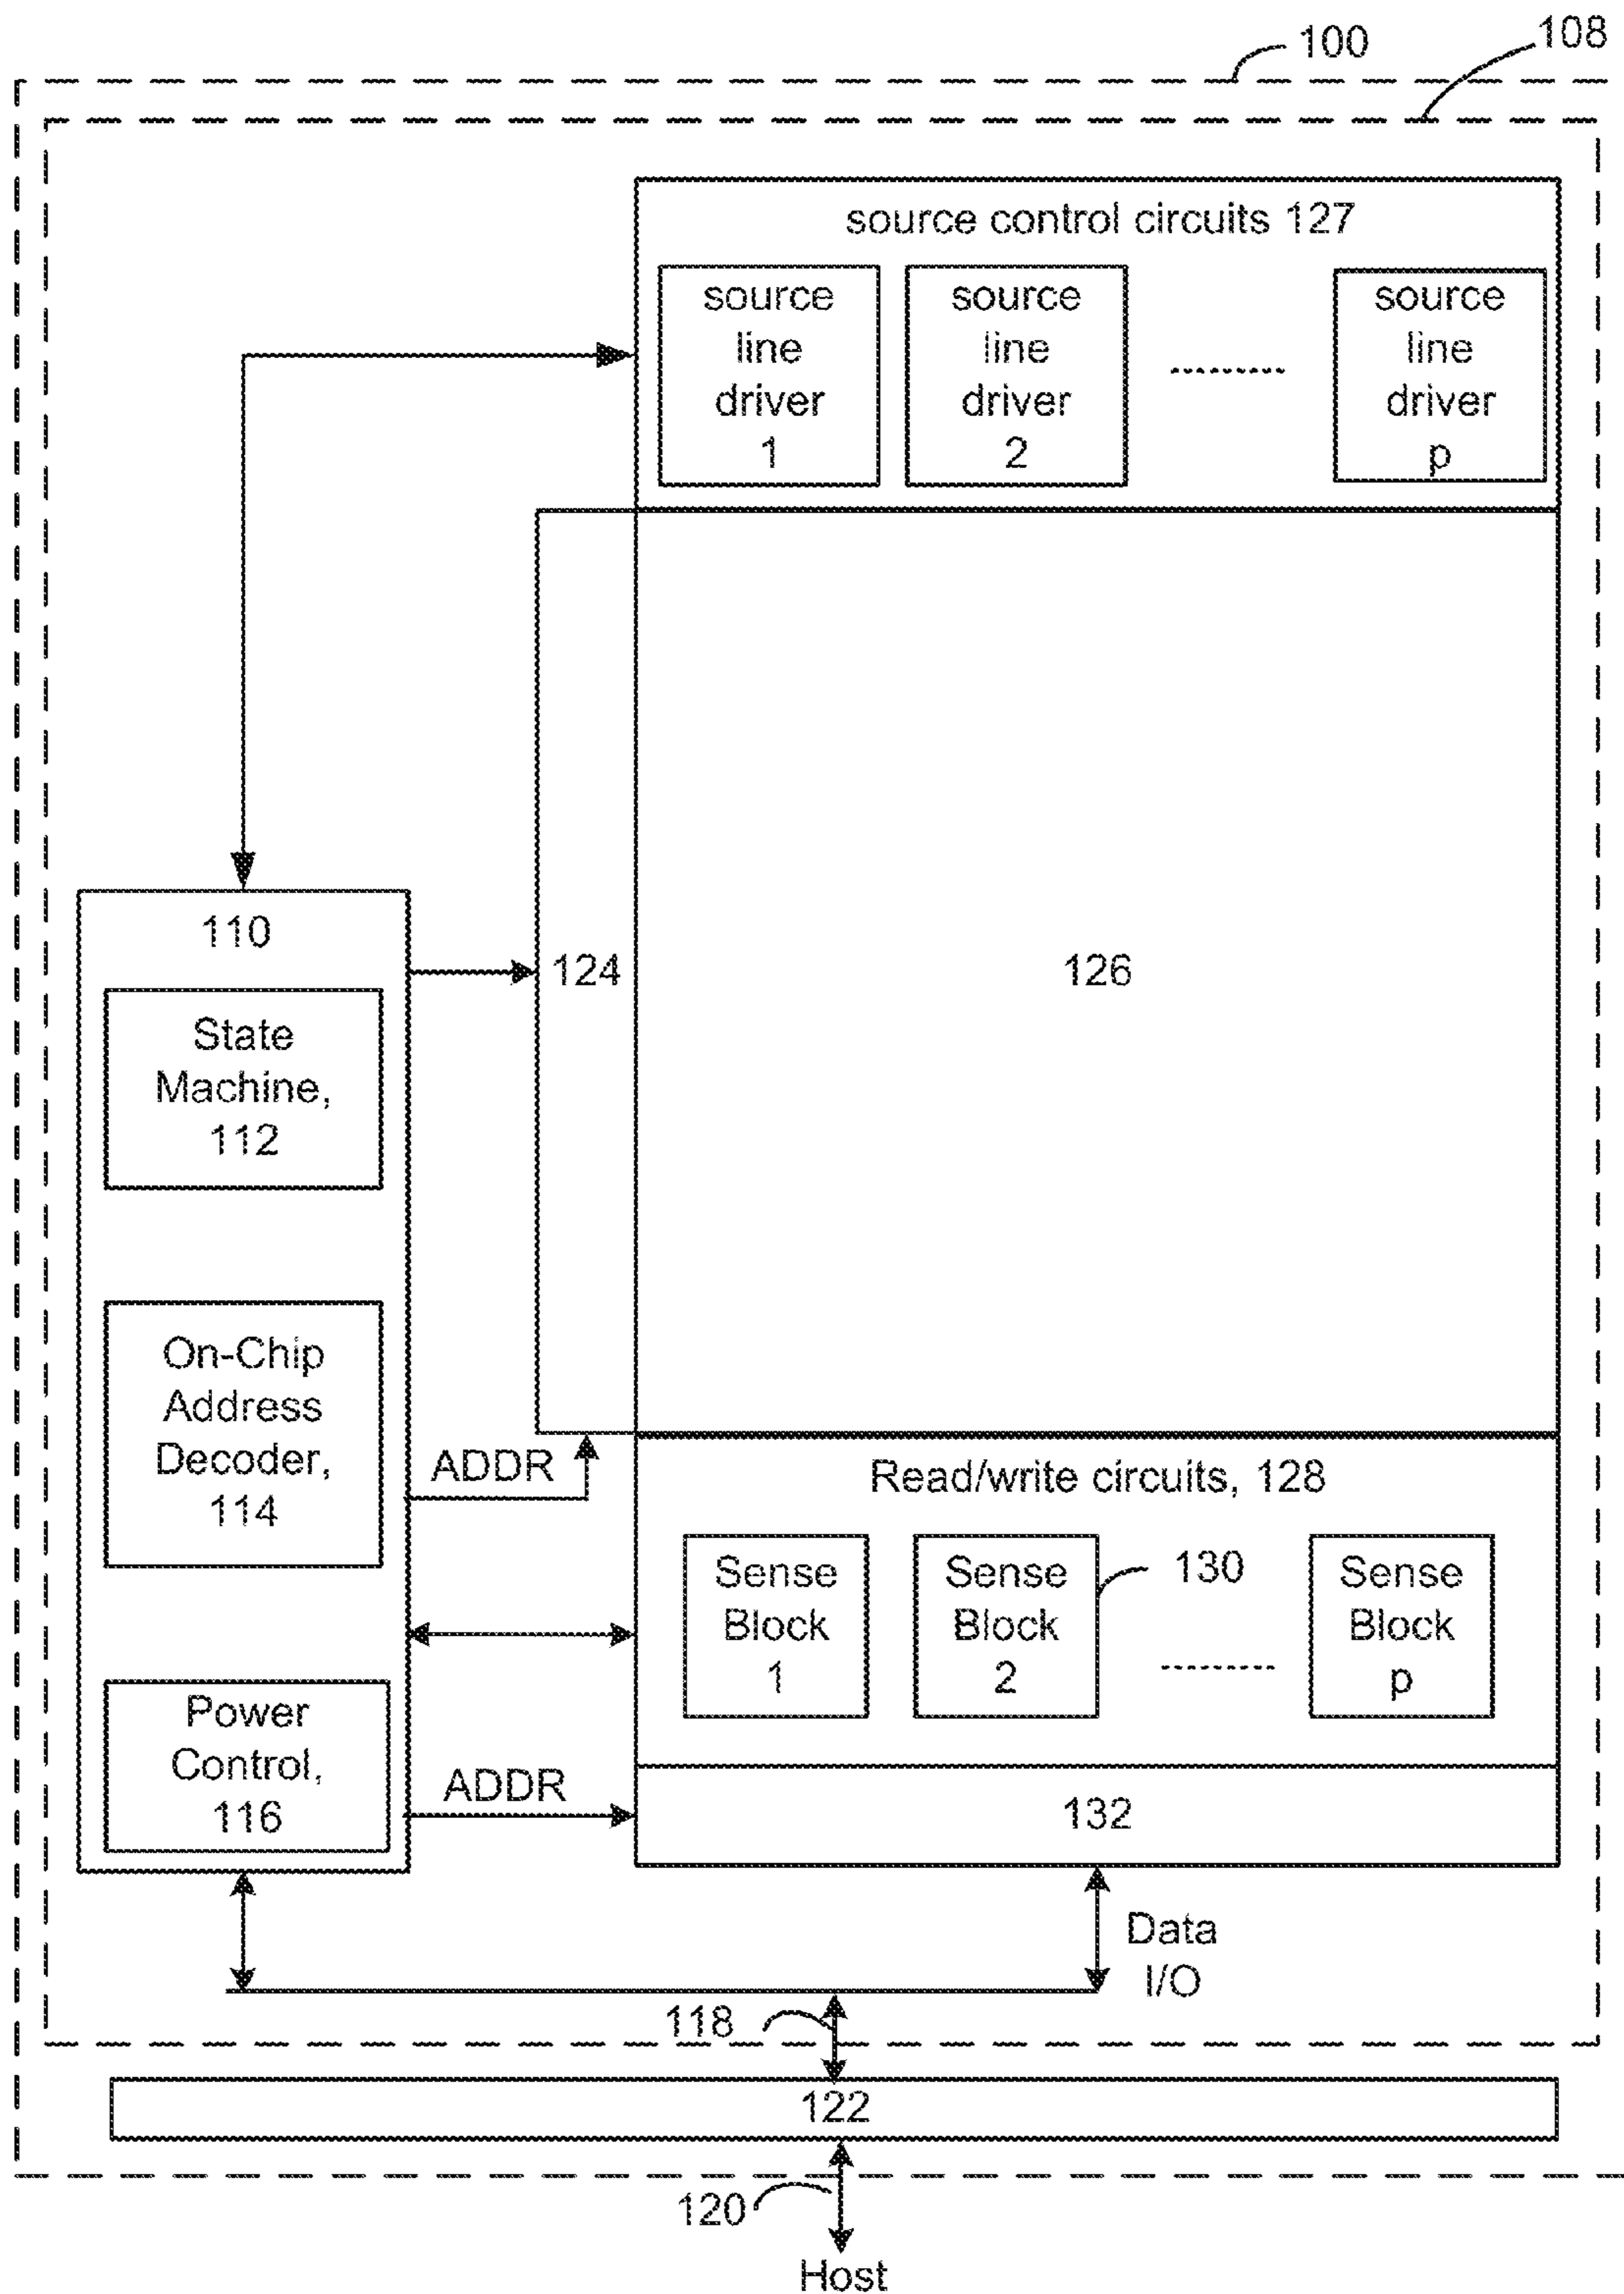 100
108
source control circuits 127
source
line
driver
1
source
line
driver
2
source
line
driver
p
110
124
126
State
Machine,
112
On-Chip
Address
Decoder,
114
ADDR
Read/write circuits, 128
Sense
Block
1
Sense
Block
2
130
Sense
Block
p
Power
Control,
116
ADDR
132
Data
I/O
118
122
120
Host